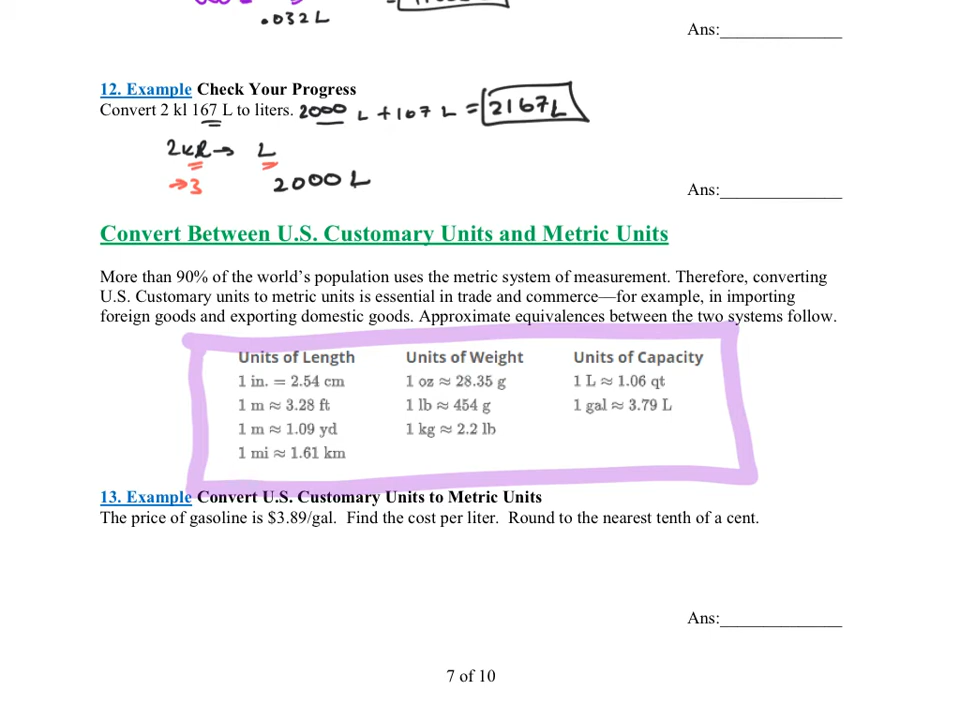 .032L
Ans:______________
12. Example Check Your Progress
Convert 2 kl 167 L to liters. 2000 L + 167 L = 2167L
2kl → L
→3 2000 L
Ans:______________
Convert Between U.S. Customary Units and Metric Units
More than 90% of the world's population uses the metric system of measurement. Therefore, converting
U.S. Customary units to metric units is essential in trade and commerce—for example, in importing
foreign goods and exporting domestic goods. Approximate equivalences between the two systems follow.
Units of Length Units of Weight Units of Capacity
1 in. = 2.54 cm 1 oz ≈ 28.35 g 1 L ≈ 1.06 qt
1 m ≈ 3.28 ft 1 lb ≈ 454 g 1 gal ≈ 3.79 L
1 m ≈ 1.09 yd 1 kg ≈ 2.2 lb
1 mi ≈ 1.61 km
13. Example Convert U.S. Customary Units to Metric Units
The price of gasoline is $3.89/gal. Find the cost per liter. Round to the nearest tenth of a cent.
Ans:______________
7 of 10